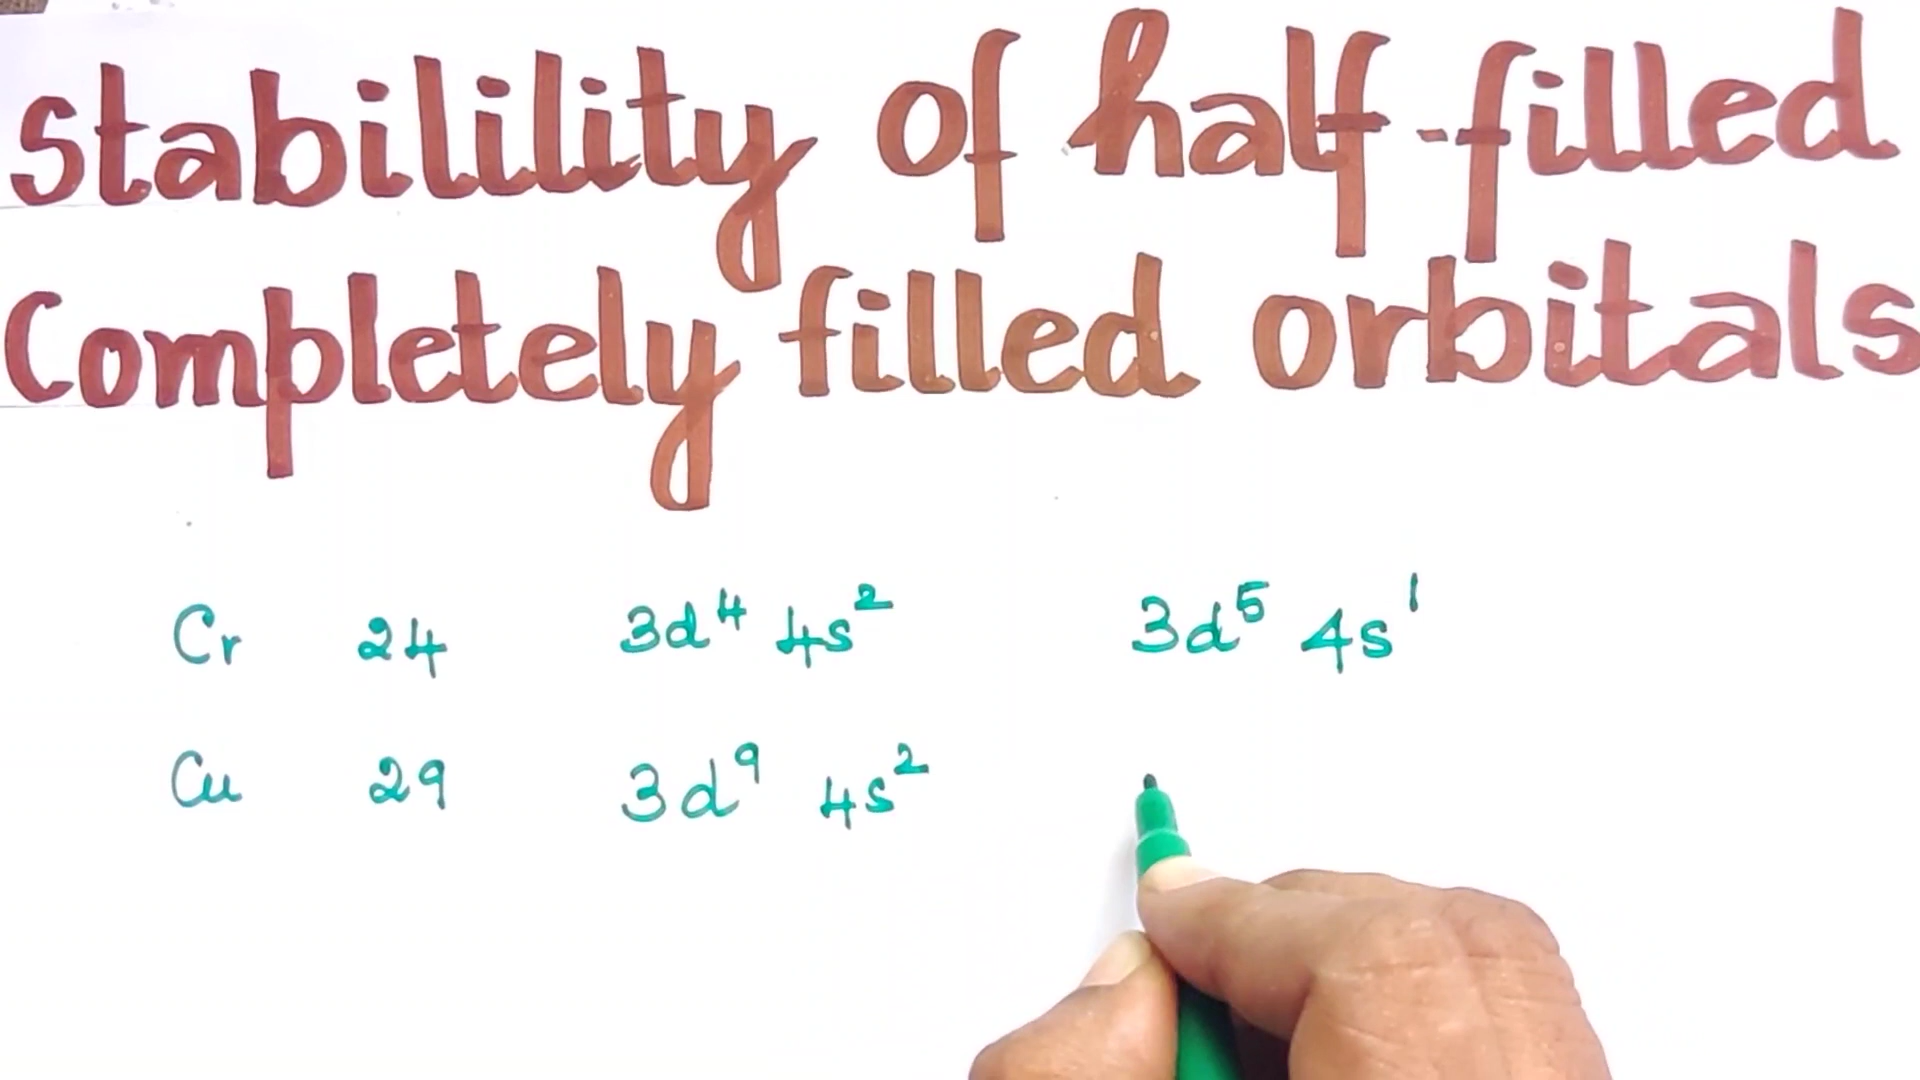 Stabilility of half-filled
Completely filled orbitals
Cr 24 3d⁴ 4s² 3d⁵ 4s¹
Cu 29 3d⁹ 4s²